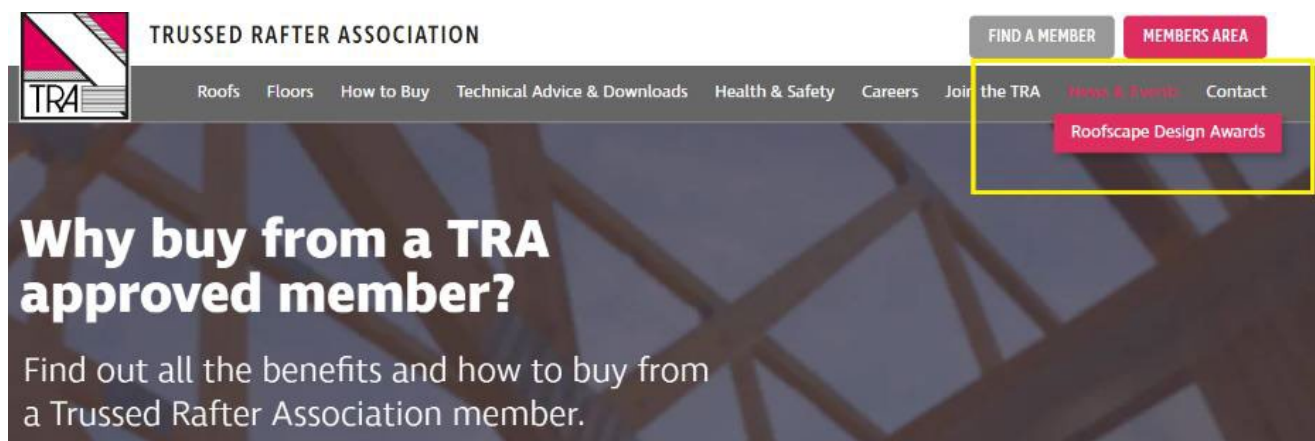 TRUSSED RAFTER ASSOCIATION
FIND A MEMBER
MEMBERS AREA
TRA
Roofs Floors How to Buy Technical Advice & Downloads Health & Safety Careers Join the TRA News & Events Contact
Roofscape Design Awards
Why buy from a TRA
approved member?
Find out all the benefits and how to buy from
a Trussed Rafter Association member.